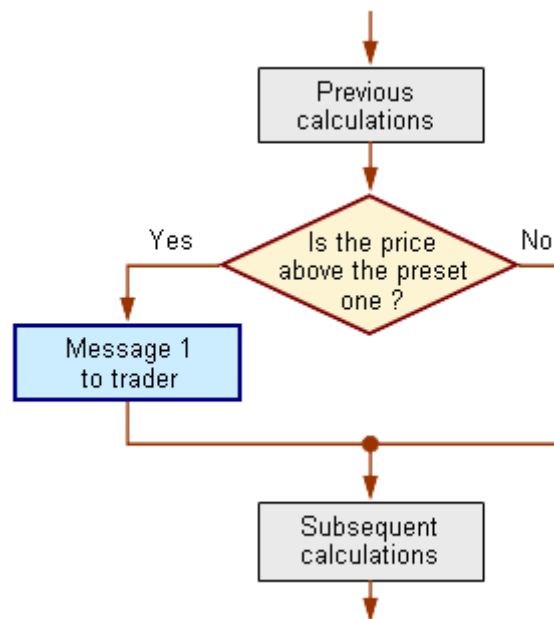 Previous
calculations
Yes
No
Is the price
above the preset
one ?
Message 1
to trader
Subsequent
calculations